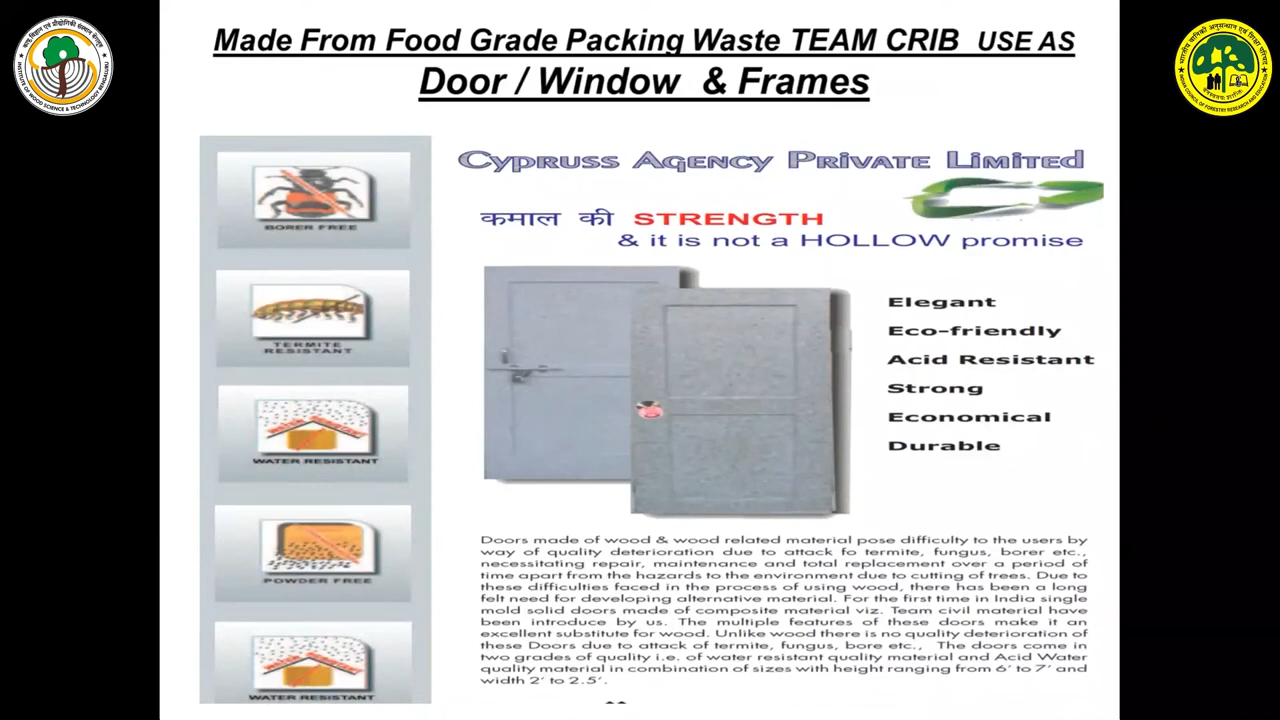 Made From Food Grade Packing Waste TEAM CRIB USE AS
Door / Window & Frames
CYPRUSS AGENCY PRIVATE LIMITED
कमाल की STRENGTH
& it is not a HOLLOW promise
BORER FREE
TERMITE
RESISTANT
WATER RESISTANT
POWDER FREE
WATER RESISTANT
Elegant
Eco-friendly
Acid Resistant
Strong
Economical
Durable
Doors made of wood & wood related material pose difficulty to the users by
way of quality deterioration due to attack fo termite, fungus, borer etc.,
necessitating repair, maintenance and total replacement over a period of
time apart from the hazards to the environment due to cutting of trees. Due to
these difficulties faced in the process of using wood, there has been a long
felt need for developing alternative material. For the first time in India single
mold solid doors made of composite material viz. Team civil material have
been introduce by us. The multiple features of these doors make it an
excellent substitute for wood. Unlike wood there is no quality deterioration of
these Doors due to attack of termite, fungus, bore etc., The doors come in
two grades of quality i.e. of water resistant quality material and Acid Water
quality material in combination of sizes with height ranging from 6' to 7' and
width 2' to 2.5'.